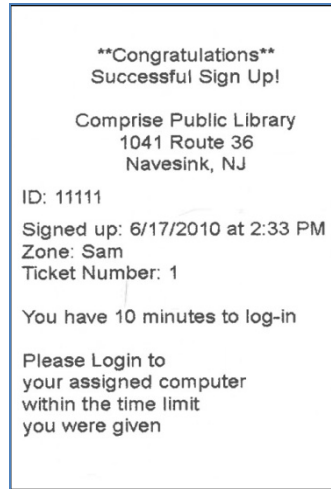 **Congratulations**
Successful Sign Up!
Comprise Public Library
1041 Route 36
Navesink, NJ
ID: 11111
Signed up: 6/17/2010 at 2:33 PM
Zone: Sam
Ticket Number: 1
You have 10 minutes to log-in
Please Login to
your assigned computer
within the time limit
you were given